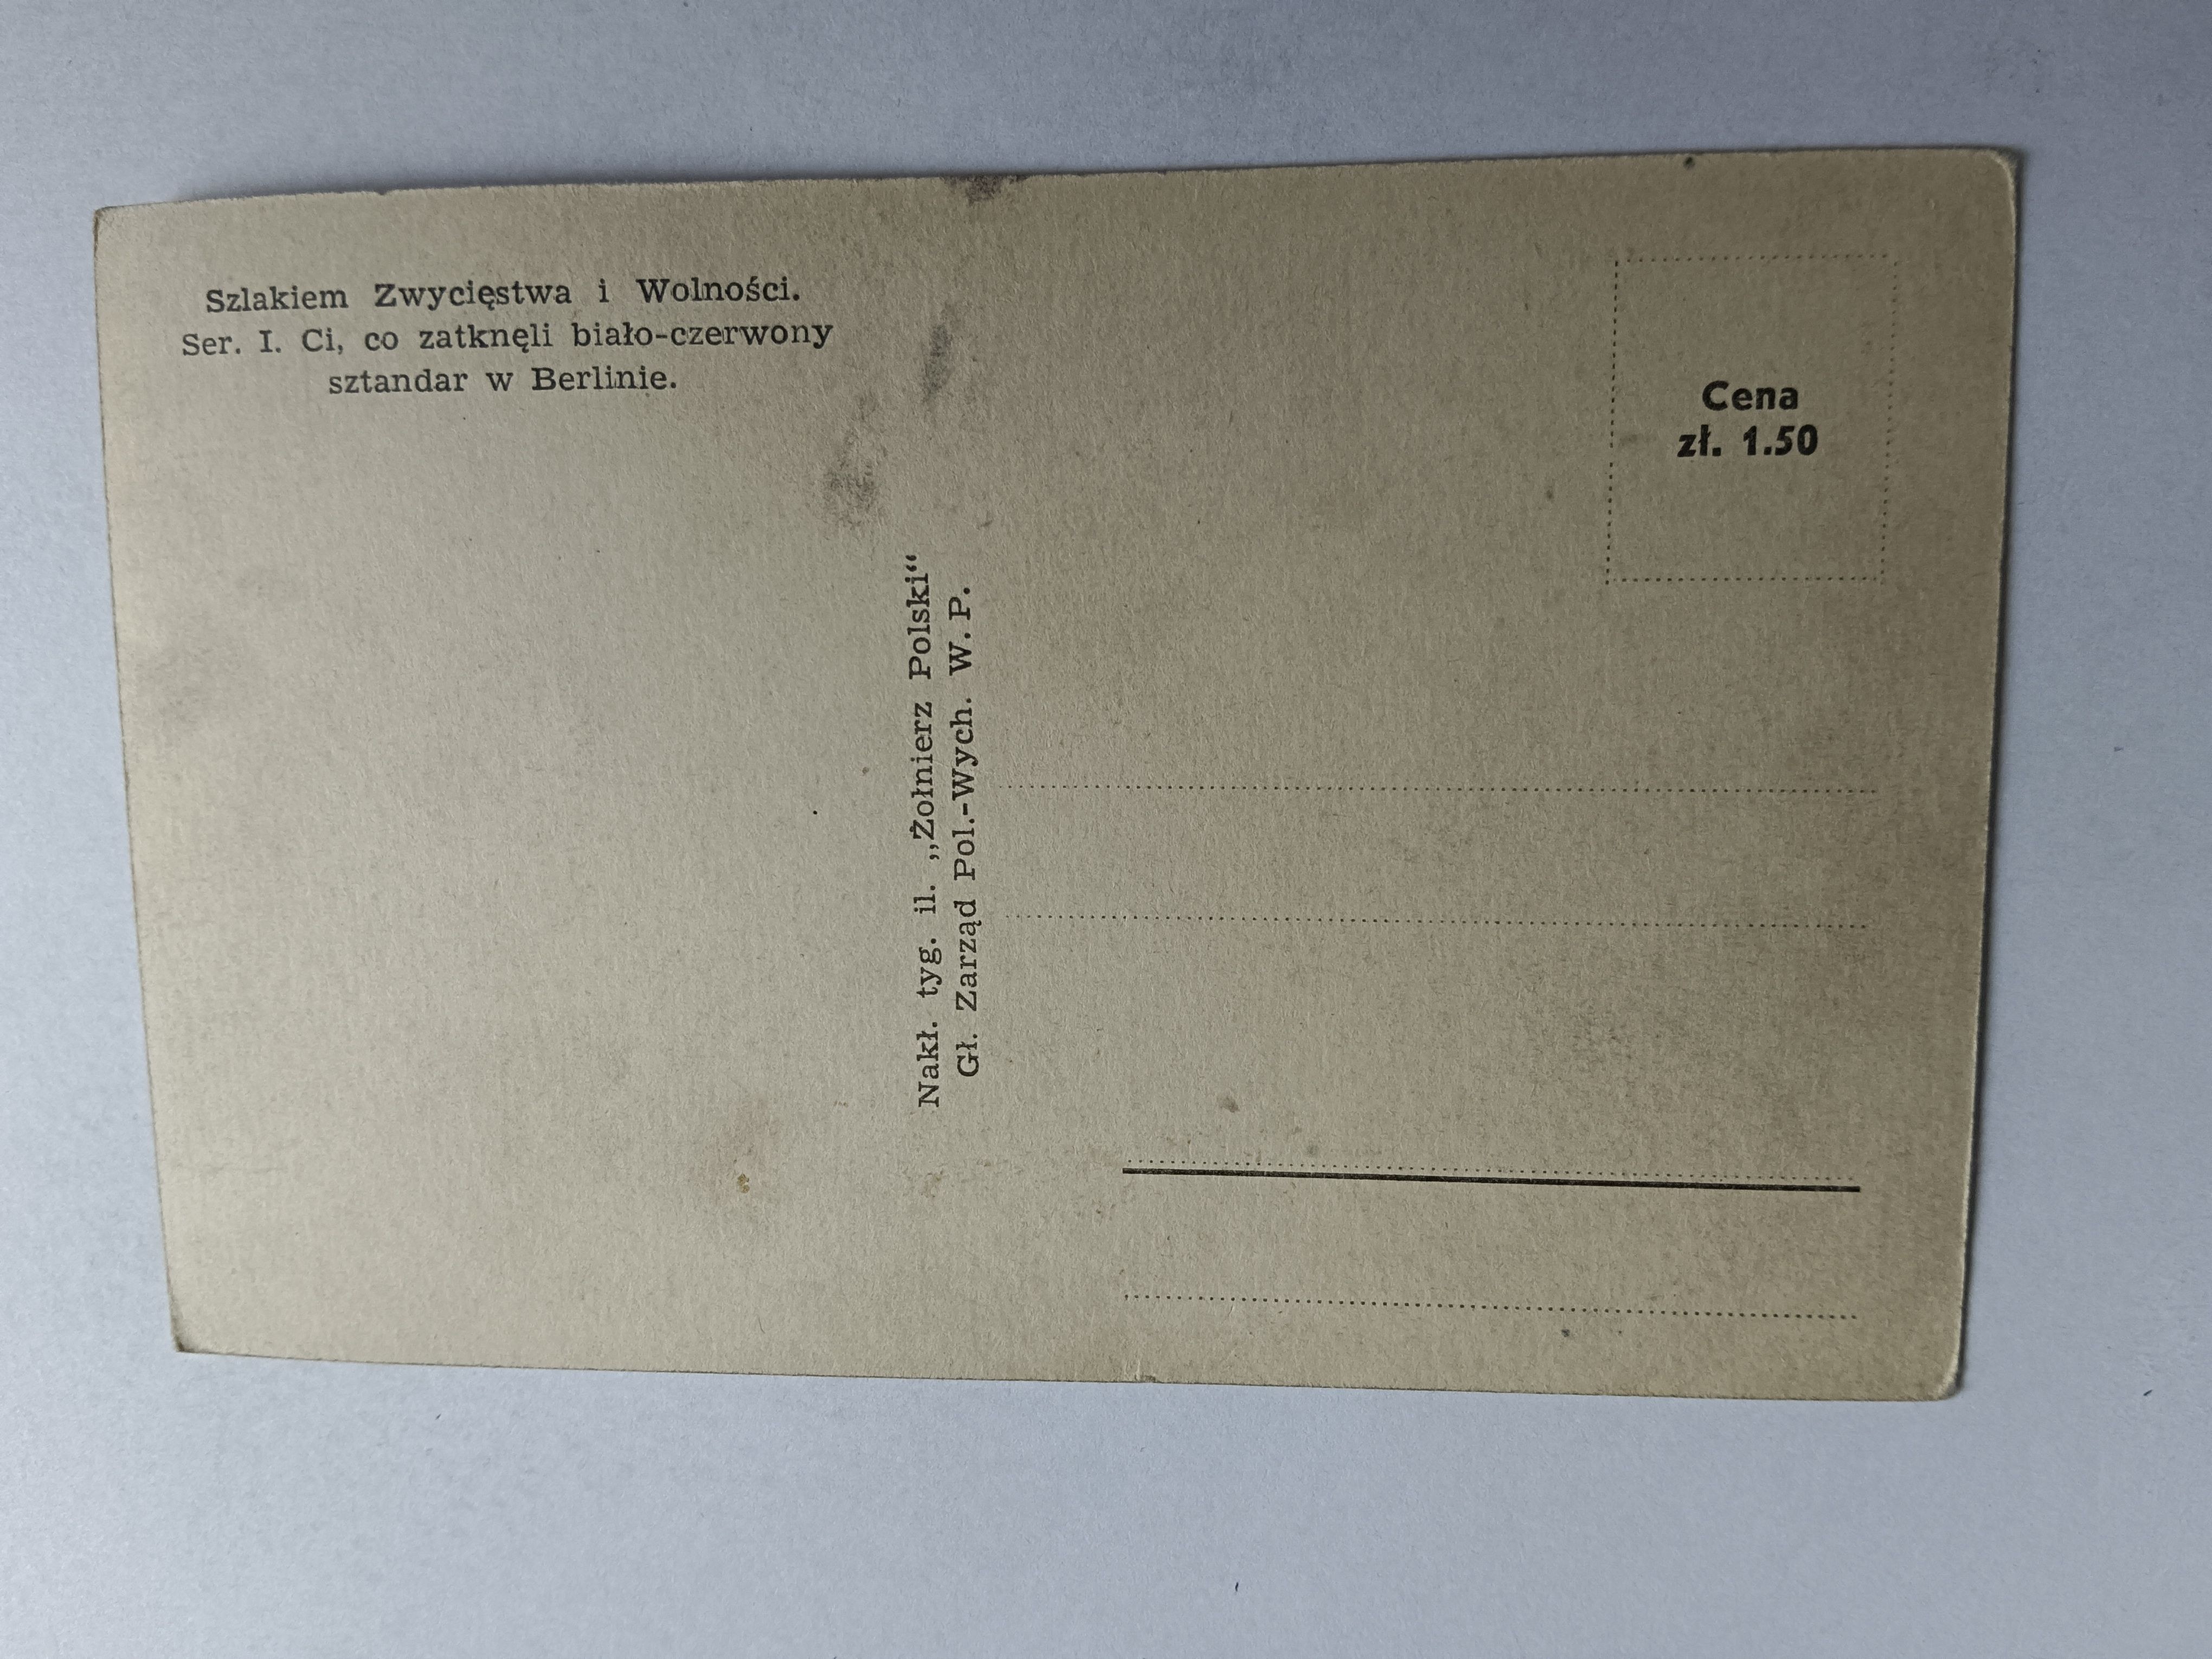 Szlakiem Zwycięstwa i Wolności.
Ser. I. Ci, co zatknęli biało-czerwony
sztandar w Berlinie.
Nakł. tyg. il. „Żołnierz Polski“
Gł. Zarząd Pol.-Wych. W. P.
Cena
zł. 1.50